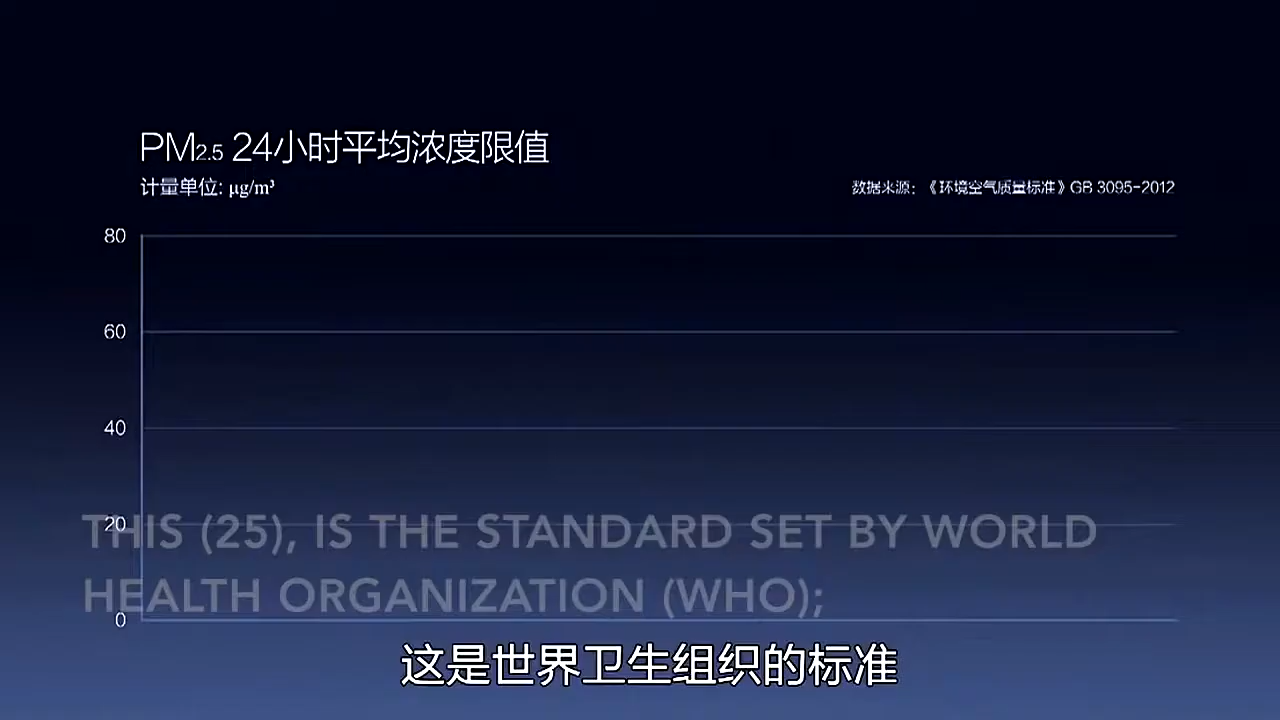 PM2.5 24小时平均浓度限值
计量单位: μg/m³
数据来源：《环境空气质量标准》GB 3095-2012
80
60
40
20
0
THIS (25), IS THE STANDARD SET BY WORLD
HEALTH ORGANIZATION (WHO);
这是世界卫生组织的标准